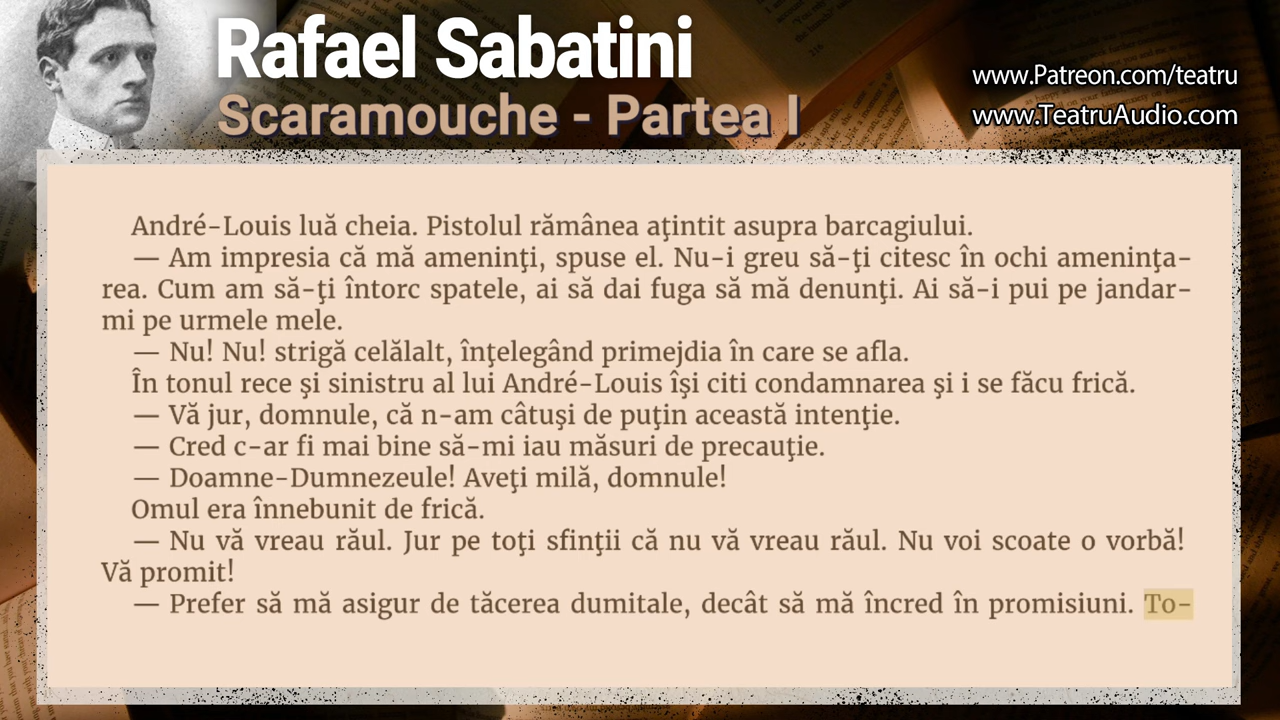 Rafael Sabatini
Scaramouche - Partea I
www.Patreon.com/teatru
www.TeatruAudio.com
André-Louis luă cheia. Pistolul rămânea aţintit asupra barcagiului.
— Am impresia că mă ameninţi, spuse el. Nu-i greu să-ţi citesc în ochi ameninţa-
rea. Cum am să-ţi întorc spatele, ai să dai fuga să mă denunţi. Ai să-i pui pe jandar-
mi pe urmele mele.
— Nu! Nu! strigă celălalt, înţelegând primejdia în care se afla.
În tonul rece şi sinistru al lui André-Louis îşi citi condamnarea şi i se făcu frică.
— Vă jur, domnule, că n-am câtuşi de puţin această intenţie.
— Cred c-ar fi mai bine să-mi iau măsuri de precauţie.
— Doamne-Dumnezeule! Aveţi milă, domnule!
Omul era înnebunit de frică.
— Nu vă vreau răul. Jur pe toţi sfinţii că nu vă vreau răul. Nu voi scoate o vorbă!
Vă promit!
— Prefer să mă asigur de tăcerea dumitale, decât să mă încred în promisiuni. To-